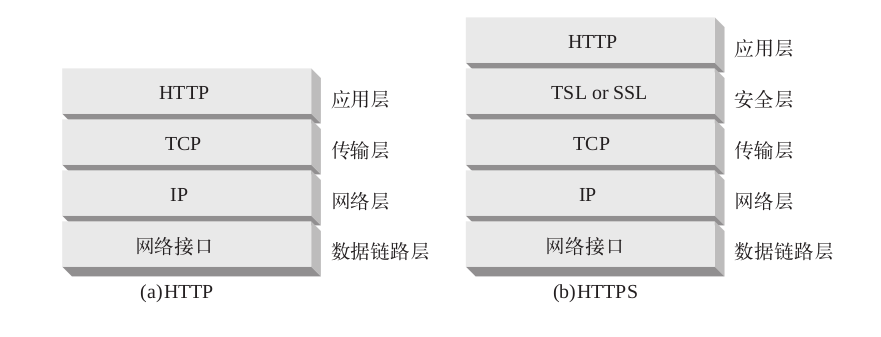 HTTP
应用层
TCP
传输层
IP
网络层
网络接口
数据链路层
(a)HTTP
HTTP
应用层
TSL or SSL
安全层
TCP
传输层
IP
网络层
网络接口
数据链路层
(b)HTTPS